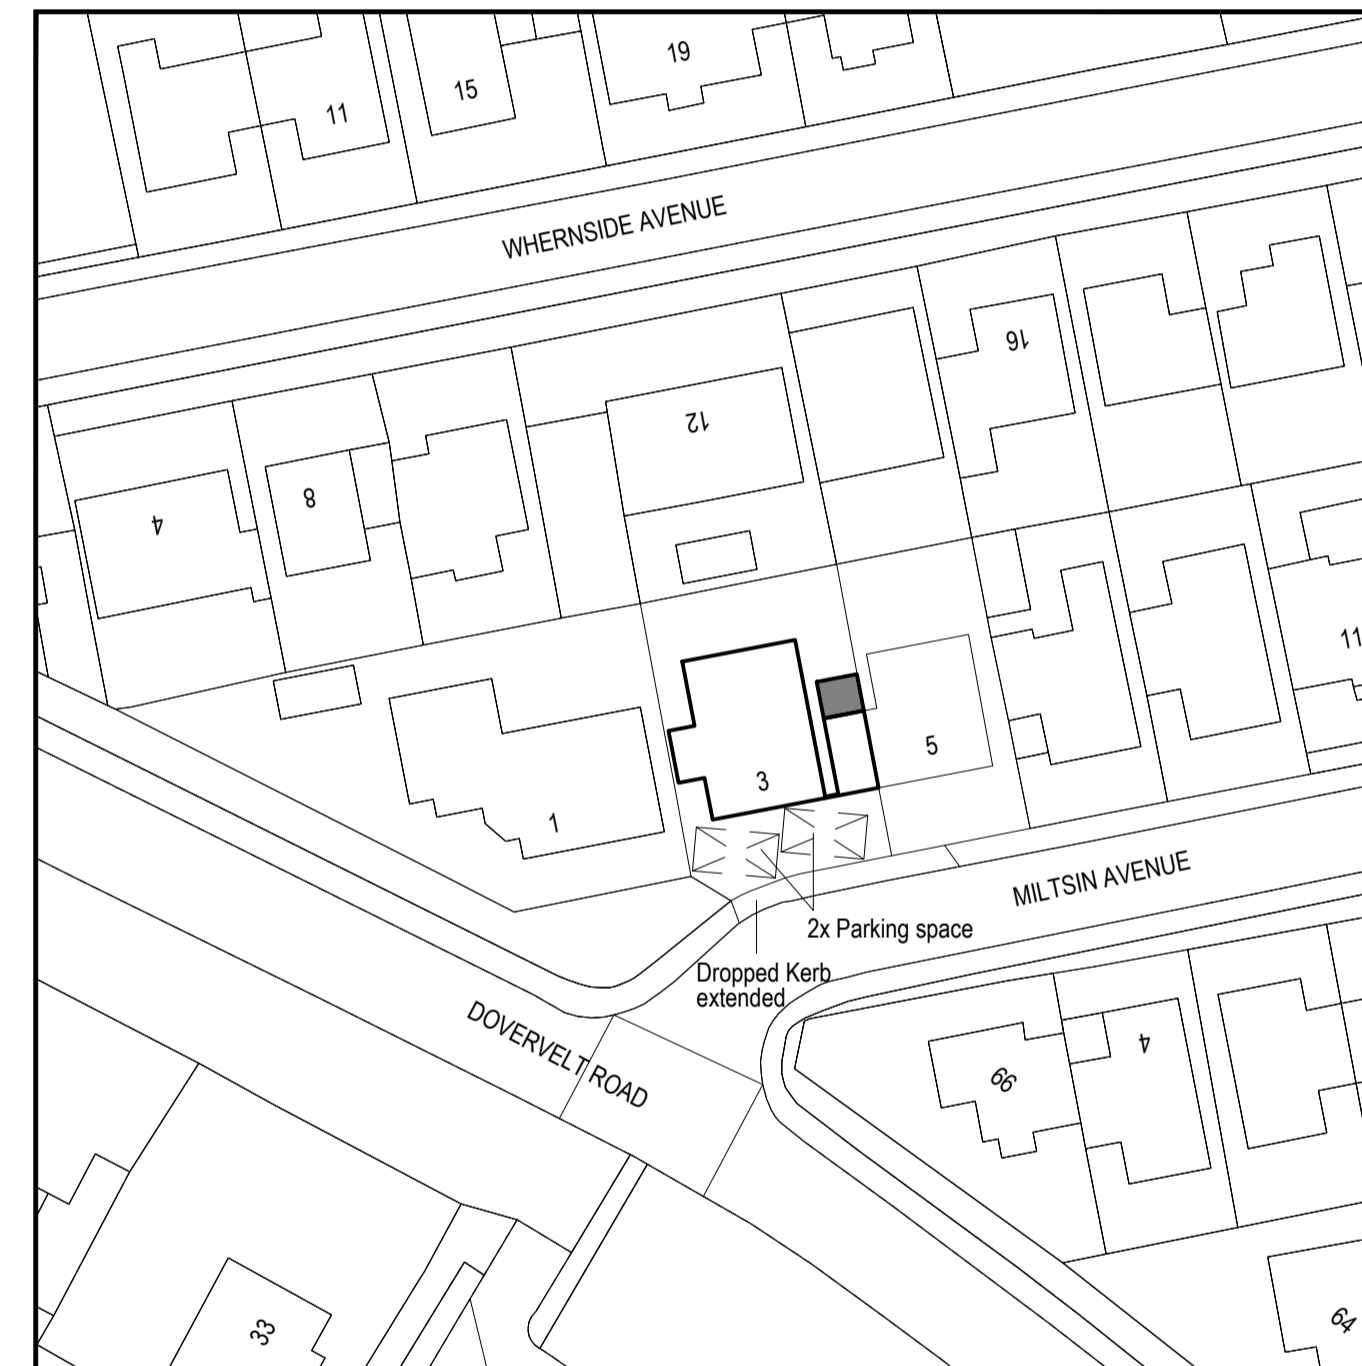 19
15
11
WHERNSIDE AVENUE
16
12
8
4
11
5
3
1
MILTSIN AVENUE
2x Parking space
Dropped Kerb
extended
DOVERVELT ROAD
4
66
64
33